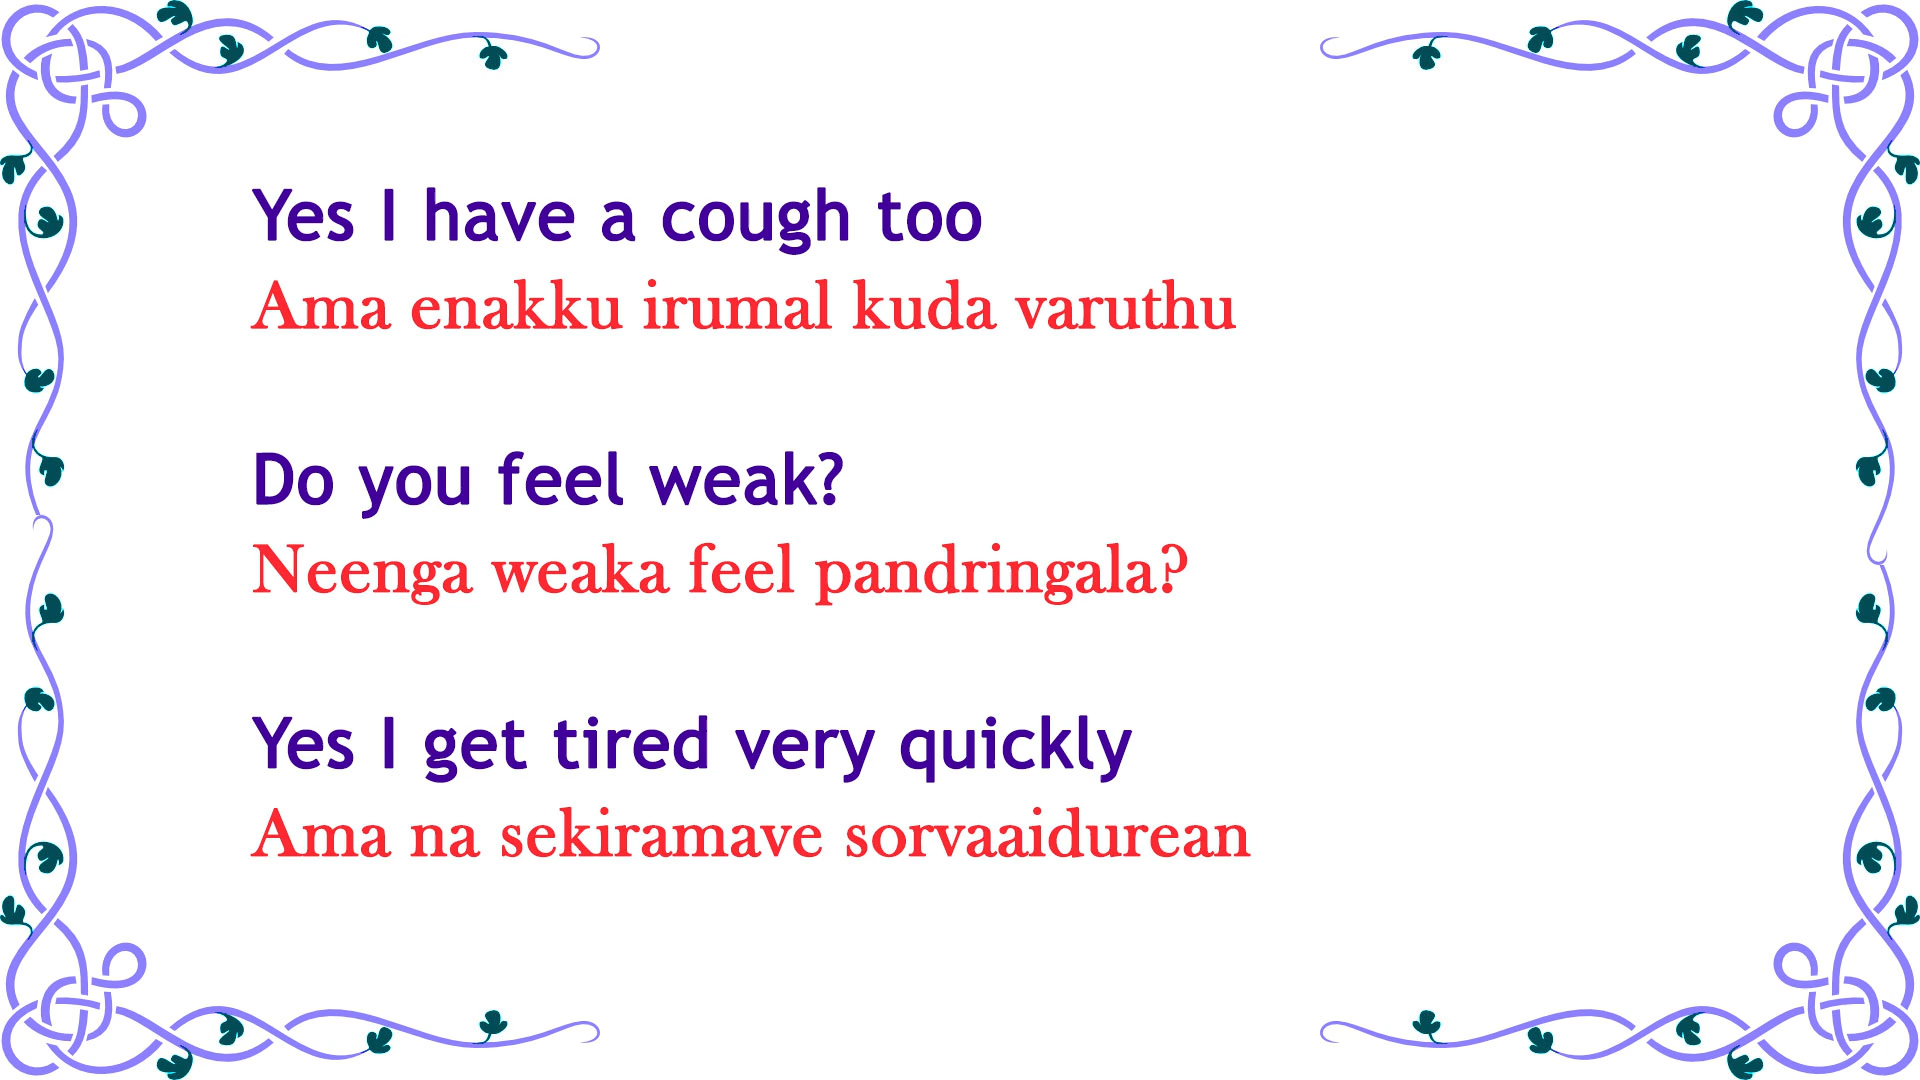 Yes I have a cough too
Ama enakku irumal kuda varuthu
Do you feel weak?
Neenga weaka feel pandringala?
Yes I get tired very quickly
Ama na sekiramave sorvaaidurean